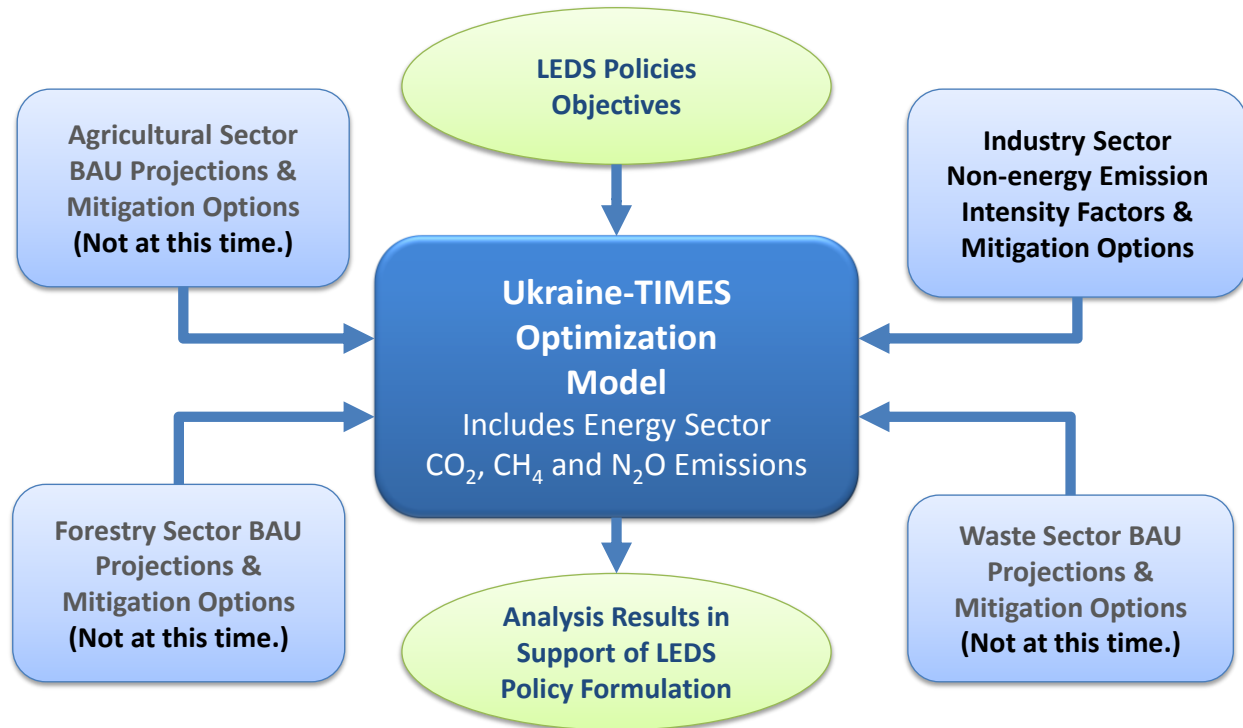 LEDS Policies
Objectives
Agricultural Sector
BAU Projections &
Mitigation Options
(Not at this time.)
Industry Sector
Non-energy Emission
Intensity Factors &
Mitigation Options
Ukraine-TIMES
Optimization
Model
Includes Energy Sector
CO₂, CH₄ and N₂O Emissions
Forestry Sector BAU
Projections &
Mitigation Options
(Not at this time.)
Waste Sector BAU
Projections &
Mitigation Options
(Not at this time.)
Analysis Results in
Support of LEDS
Policy Formulation